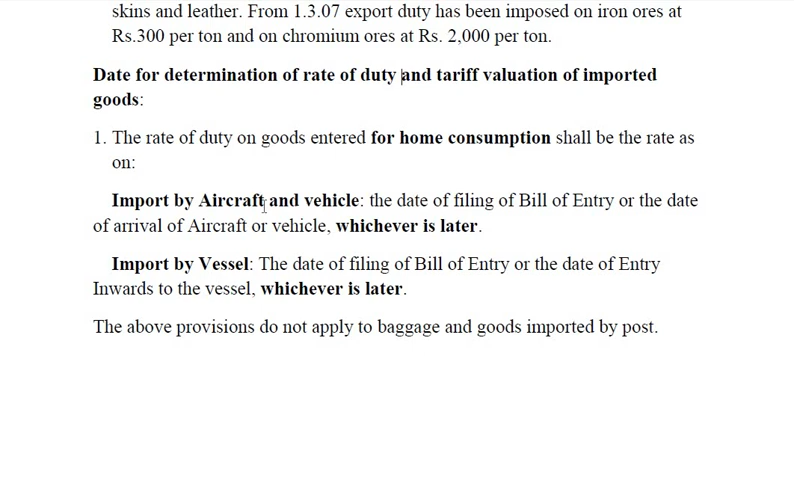 skins and leather. From 1.3.07 export duty has been imposed on iron ores at
Rs.300 per ton and on chromium ores at Rs. 2,000 per ton.
Date for determination of rate of duty and tariff valuation of imported
goods:
1. The rate of duty on goods entered for home consumption shall be the rate as
on:
Import by Aircraft and vehicle: the date of filing of Bill of Entry or the date
of arrival of Aircraft or vehicle, whichever is later.
Import by Vessel: The date of filing of Bill of Entry or the date of Entry
Inwards to the vessel, whichever is later.
The above provisions do not apply to baggage and goods imported by post.